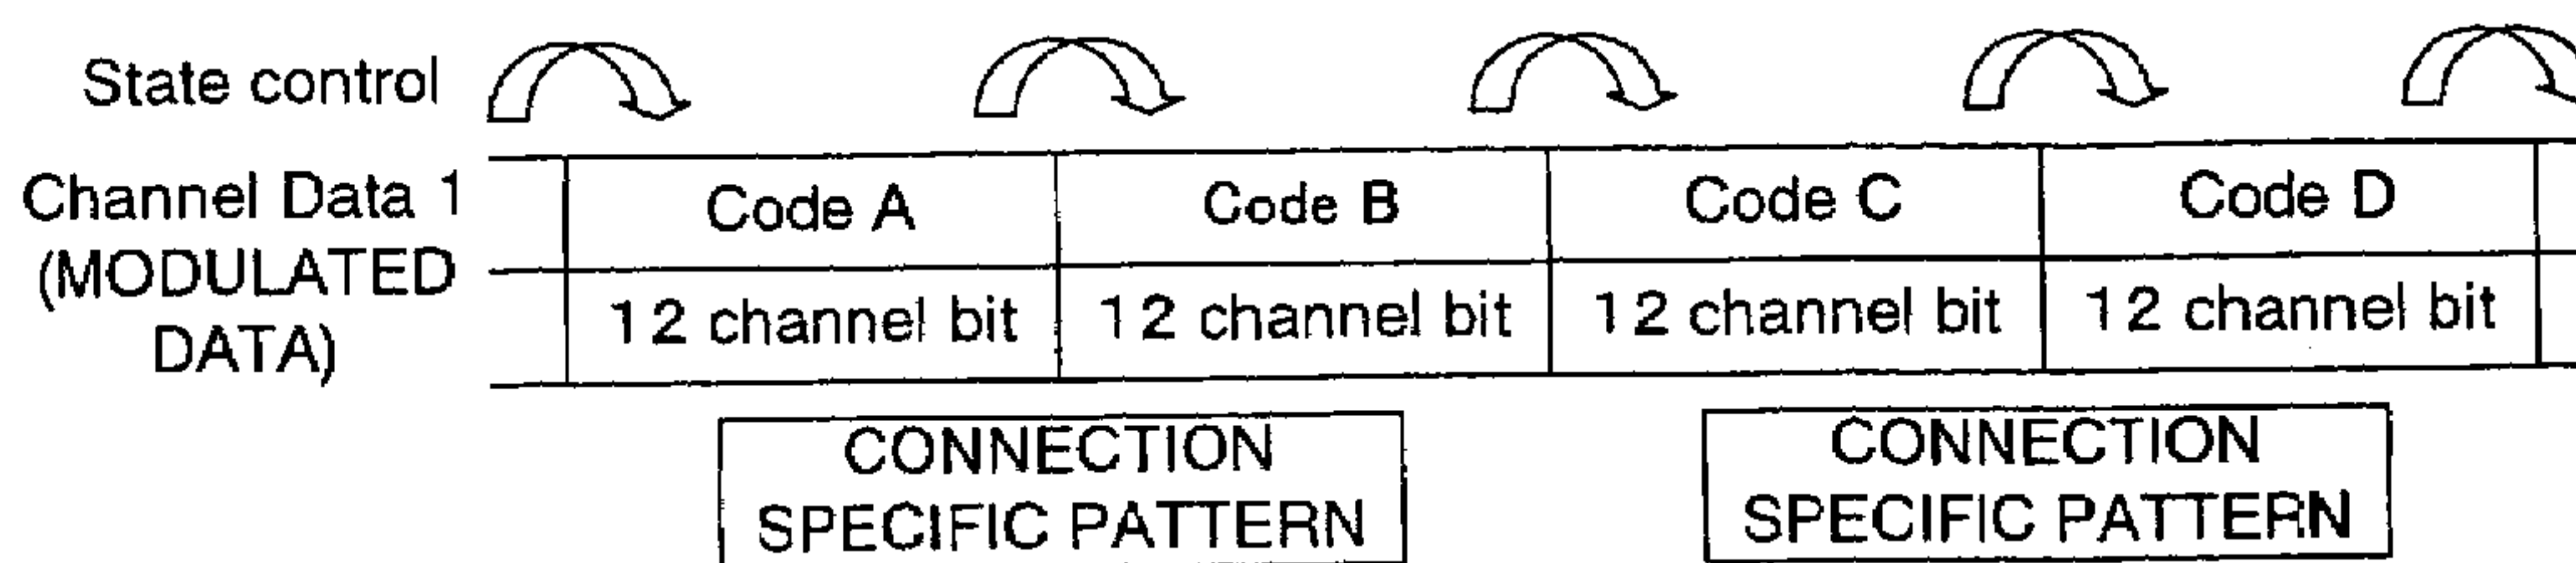 State control
Channel Data 1
(MODULATED
DATA)
Code A
Code B
Code C
Code D
12 channel bit
12 channel bit
12 channel bit
12 channel bit
CONNECTION
SPECIFIC PATTERN
CONNECTION
SPECIFIC PATTERN